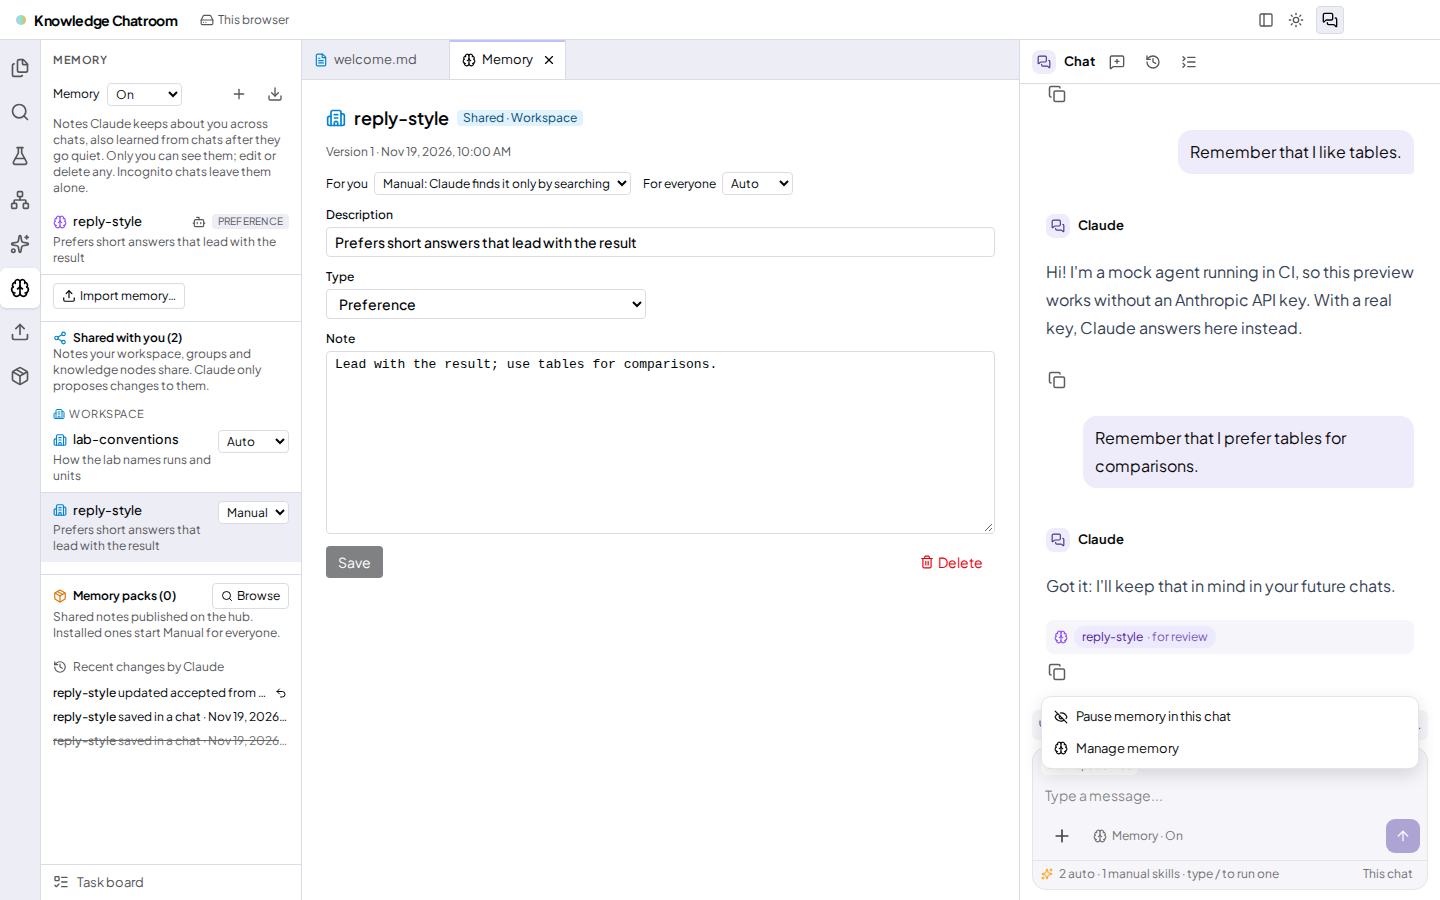 Knowledge Chatroom
This browser
MEMORY
Memory
On
Notes Claude keeps about you across
chats, also learned from chats after they
go quiet. Only you can see them; edit or
delete any. Incognito chats leave them
alone.
reply-style
PREFERENCE
Prefers short answers that lead with the
result
Import memory...
Shared with you (2)
Notes your workspace, groups and
knowledge nodes share. Claude only
proposes changes to them.
WORKSPACE
lab-conventions
Auto
How the lab names runs and
units
reply-style
Manual
Prefers short answers that
lead with the result
Memory packs (0)
Browse
Shared notes published on the hub.
Installed ones start Manual for everyone.
Recent changes by Claude
reply-style updated accepted from ...
reply-style saved in a chat · Nov 19, 2026...
reply-style saved in a chat · Nov 19, 2026...
Task board
welcome.md
Memory
reply-style
Shared · Workspace
Version 1 · Nov 19, 2026, 10:00 AM
For you
Manual: Claude finds it only by searching
For everyone
Auto
Description
Prefers short answers that lead with the result
Type
Preference
Note
Lead with the result; use tables for comparisons.
Save
Delete
Chat
Remember that I like tables.
Claude
Hi! I'm a mock agent running in CI, so this preview
works without an Anthropic API key. With a real
key, Claude answers here instead.
Remember that I prefer tables for
comparisons.
Claude
Got it: I'll keep that in mind in your future chats.
reply-style · for review
Pause memory in this chat
Manage memory
Type a message...
Memory · On
2 auto · 1 manual skills · type / to run one
This chat